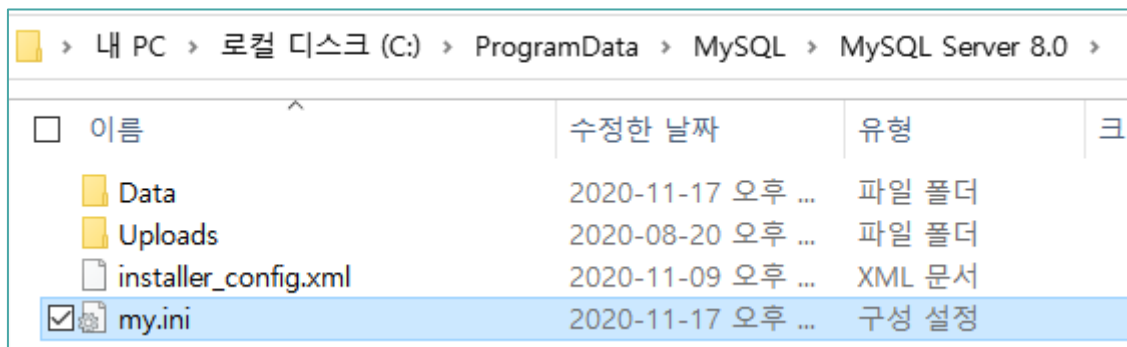 내 PC > 로컬 디스크 (C:) > ProgramData > MySQL > MySQL Server 8.0 >
이름 수정한 날짜 유형 크
Data 2020-11-17 오후 ... 파일 폴더
Uploads 2020-08-20 오후 ... 파일 폴더
installer_config.xml 2020-11-09 오후 ... XML 문서
my.ini 2020-11-17 오후 ... 구성 설정